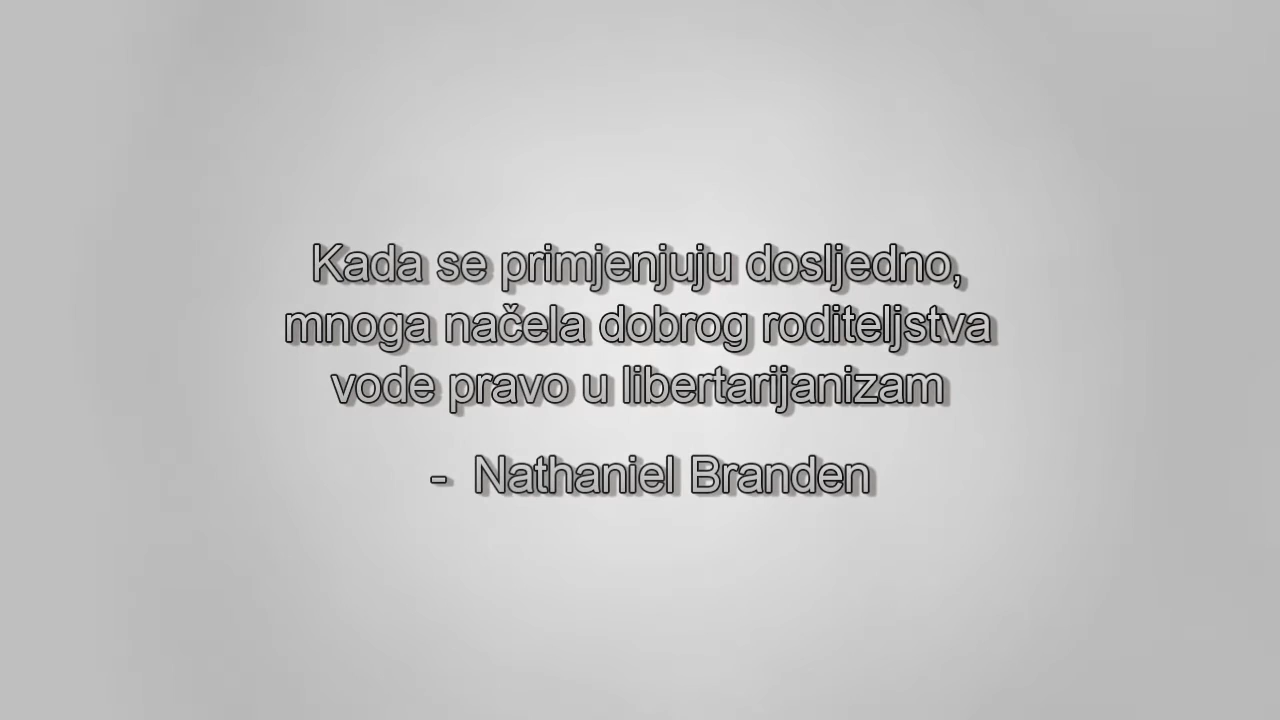 Kada se primjenjuju dosljedno,
mnoga načela dobrog roditeljstva
vode pravo u libertarijanizam
- Nathaniel Branden